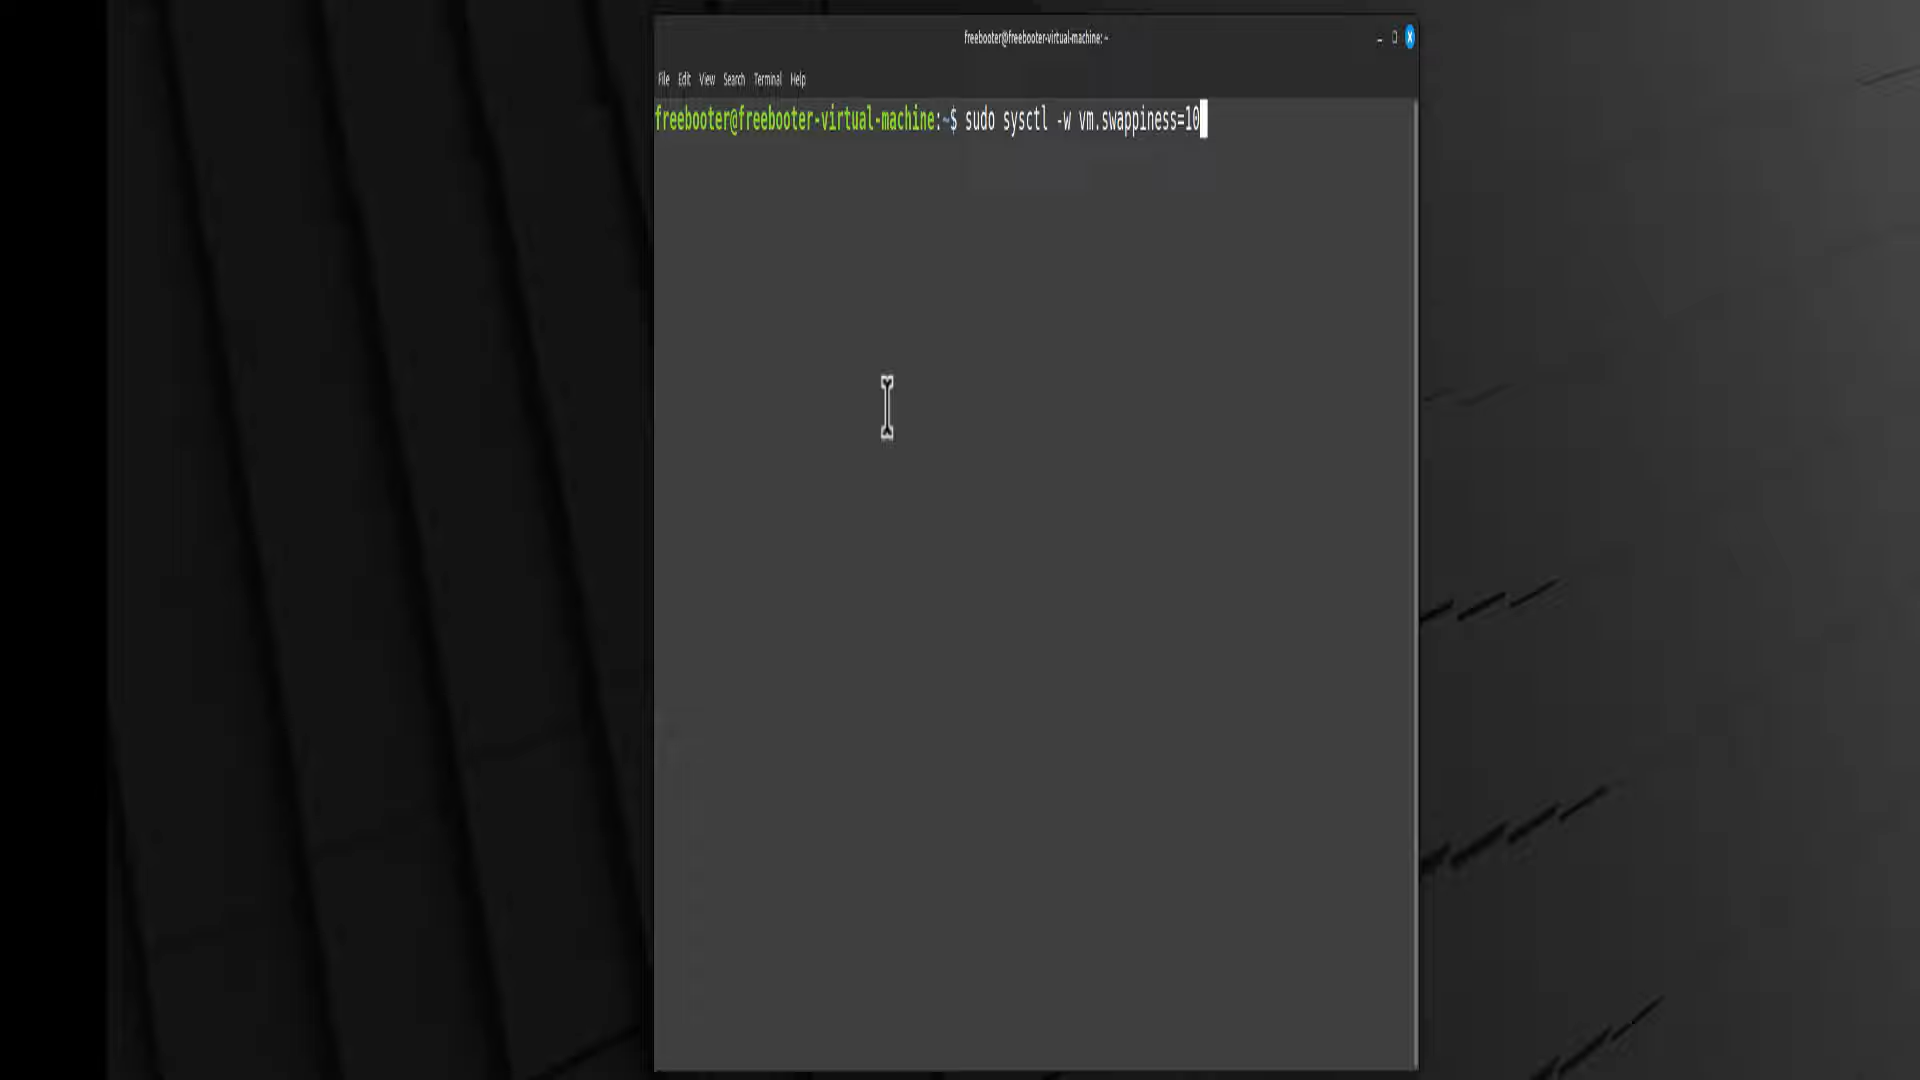 freebooter@freebooter-virtual-machine: ~
File Edit View Search Terminal Help
freebooter@freebooter-virtual-machine:~$ sudo sysctl -w vm.swappiness=10